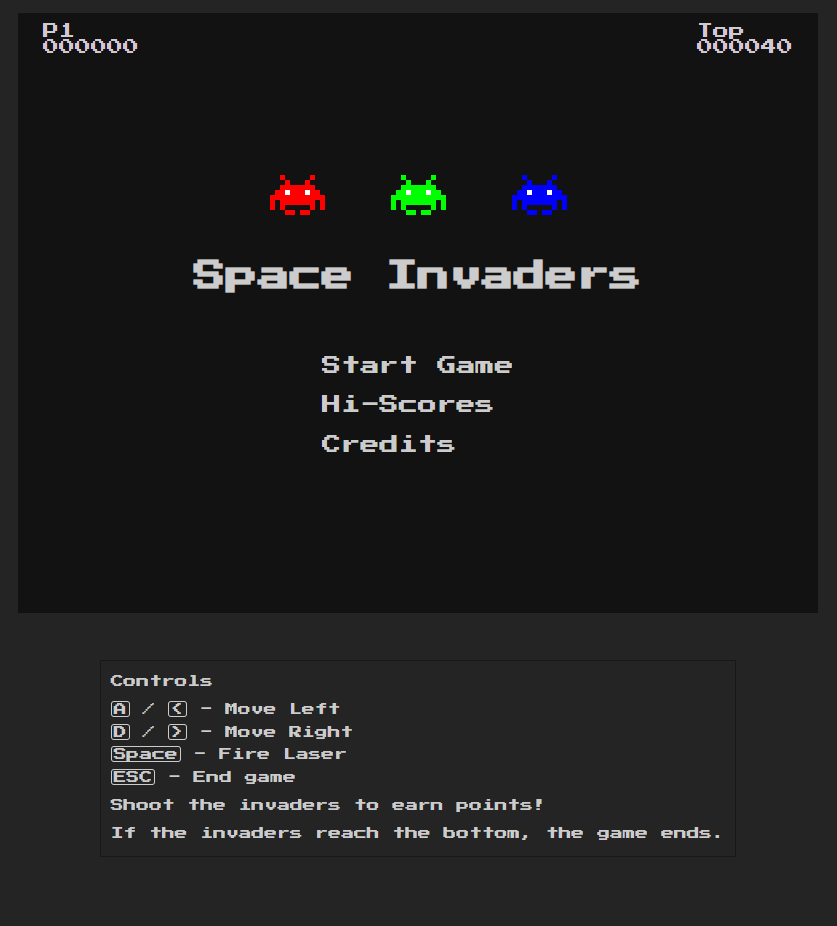 P1
000000
Top
000040
Space Invaders
Start Game
Hi-Scores
Credits
Controls
A / < - Move Left
D / > - Move Right
Space - Fire Laser
ESC - End game
Shoot the invaders to earn points!
If the invaders reach the bottom, the game ends.